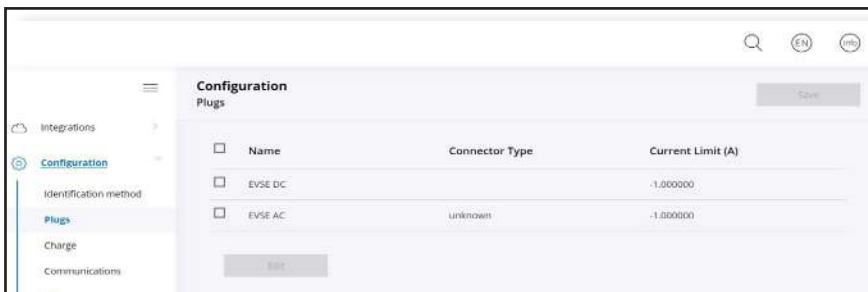 EN
info
Configuration
Plugs
Save
Integrations
Configuration
Identification method
Plugs
Charge
Communications
Name Connector Type Current Limit (A)
EVSE DC -1.000000
EVSE AC unknown -1.000000
Edit